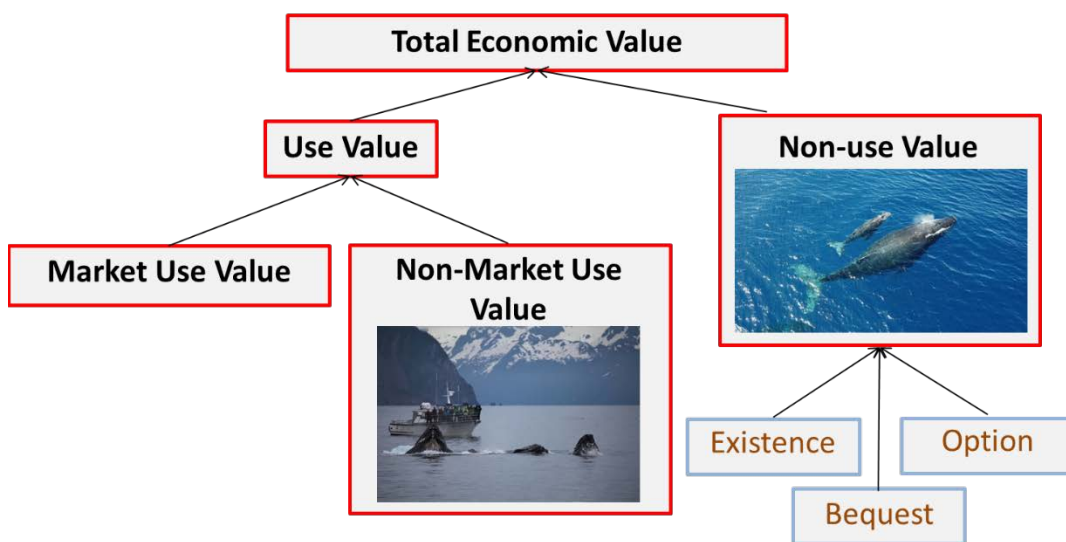 Total Economic Value
Use Value
Non-use Value
Market Use Value
Non-Market Use
Value
Existence
Option
Bequest